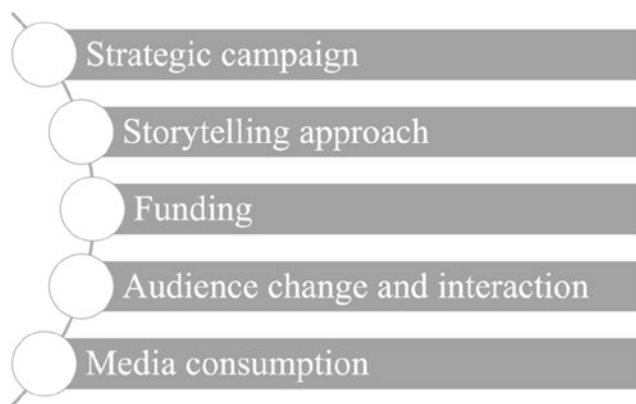 Strategic campaign
Storytelling approach
Funding
Audience change and interaction
Media consumption